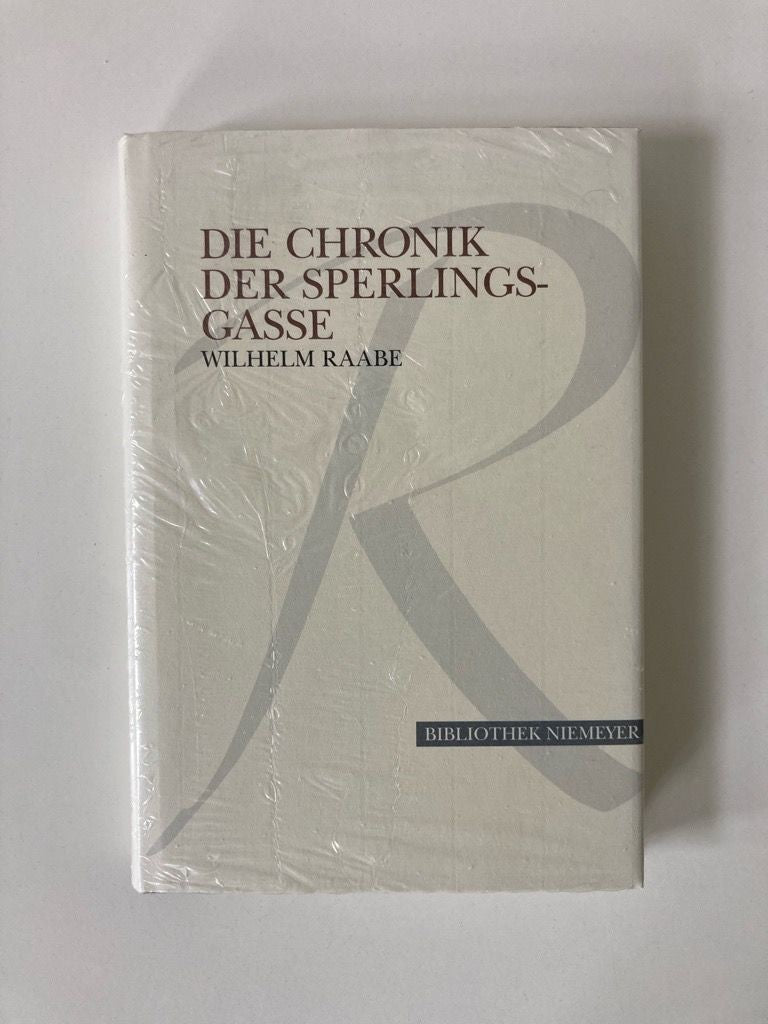 DIE CHRONIK
DER SPERLINGS-
GASSE
WILHELM RAABE
R
BIBLIOTHEK NIEMEYER